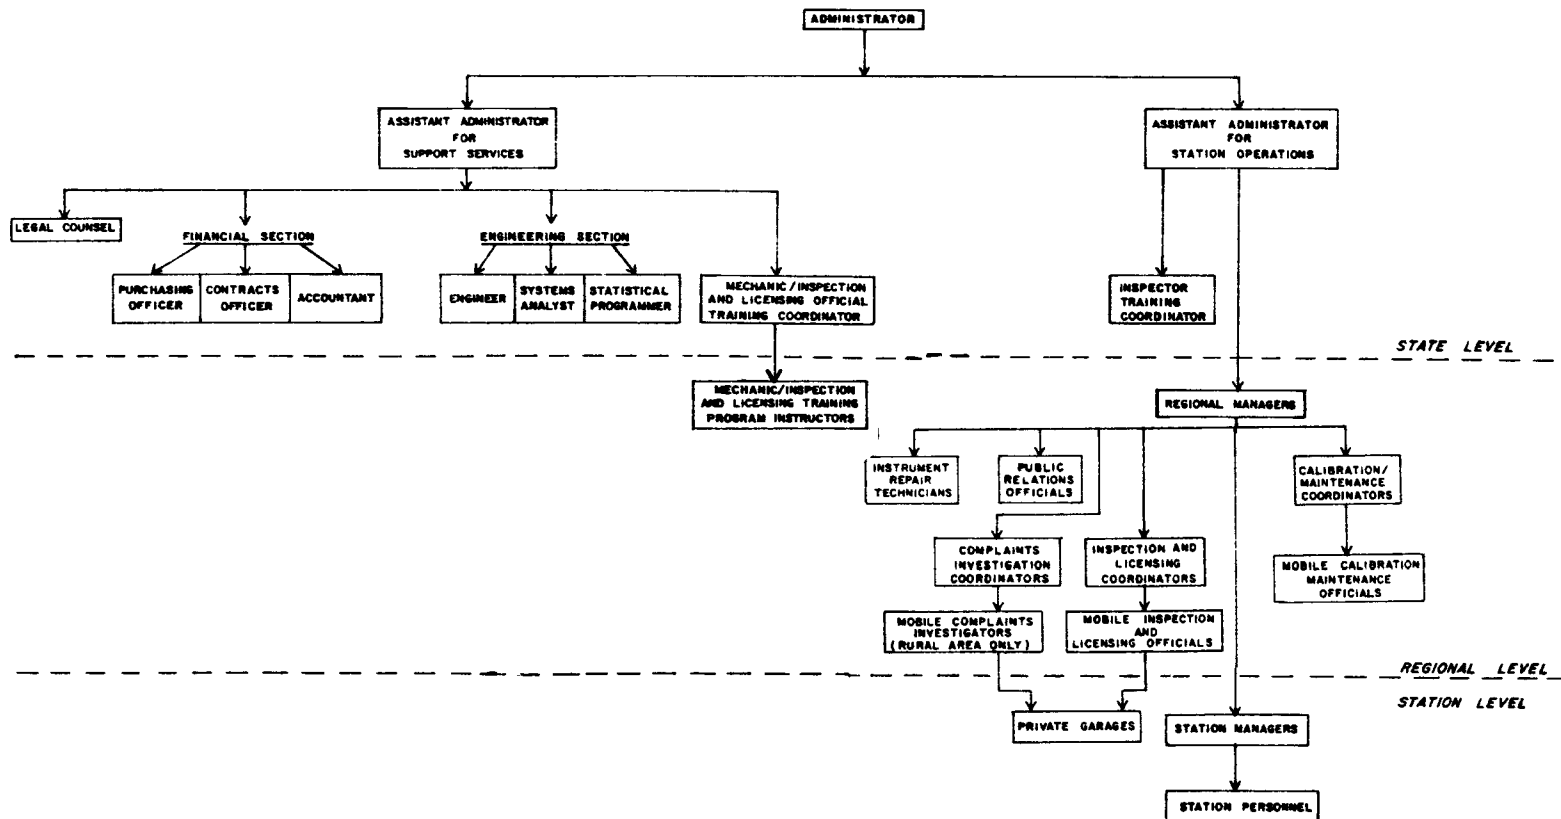 ADMINISTRATOR
ASSISTANT ADMINISTRATOR
FOR
SUPPORT SERVICES
ASSISTANT ADMINISTRATOR
FOR
STATION OPERATIONS
LEGAL COUNSEL
FINANCIAL SECTION
ENGINEERING SECTION
PURCHASING
OFFICER
CONTRACTS
OFFICER
ACCOUNTANT
ENGINEER
SYSTEMS
ANALYST
STATISTICAL
PROGRAMMER
MECHANIC/INSPECTION
AND LICENSING OFFICIAL
TRAINING COORDINATOR
INSPECTOR
TRAINING
COORDINATOR
STATE LEVEL
MECHANIC/INSPECTION
AND LICENSING TRAINING
PROGRAM INSTRUCTORS
REGIONAL MANAGERS
INSTRUMENT
REPAIR
TECHNICIANS
PUBLIC
RELATIONS
OFFICIALS
CALIBRATION/
MAINTENANCE
COORDINATORS
COMPLAINTS
INVESTIGATION
COORDINATORS
INSPECTION AND
LICENSING
COORDINATORS
MOBILE CALIBRATION
MAINTENANCE
OFFICIALS
MOBILE COMPLAINTS
INVESTIGATORS
(RURAL AREA ONLY)
MOBILE INSPECTION
AND
LICENSING OFFICIALS
REGIONAL LEVEL
STATION LEVEL
PRIVATE GARAGES
STATION MANAGERS
STATION PERSONNEL